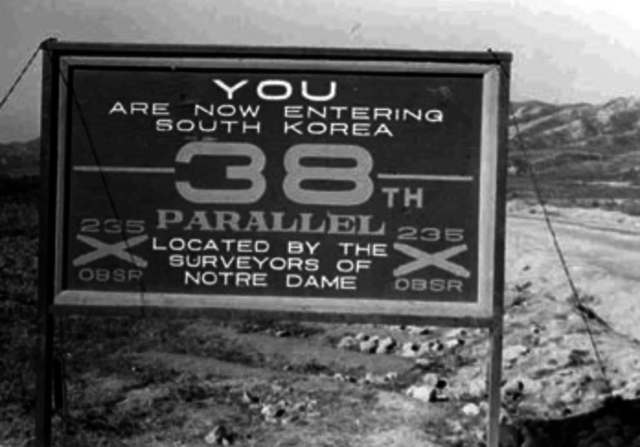 YOU
ARE NOW ENTERING
SOUTH KOREA
38TH
PARALLEL
235
OBSR
LOCATED BY THE
SURVEYORS OF
NOTRE DAME
235
OBSR